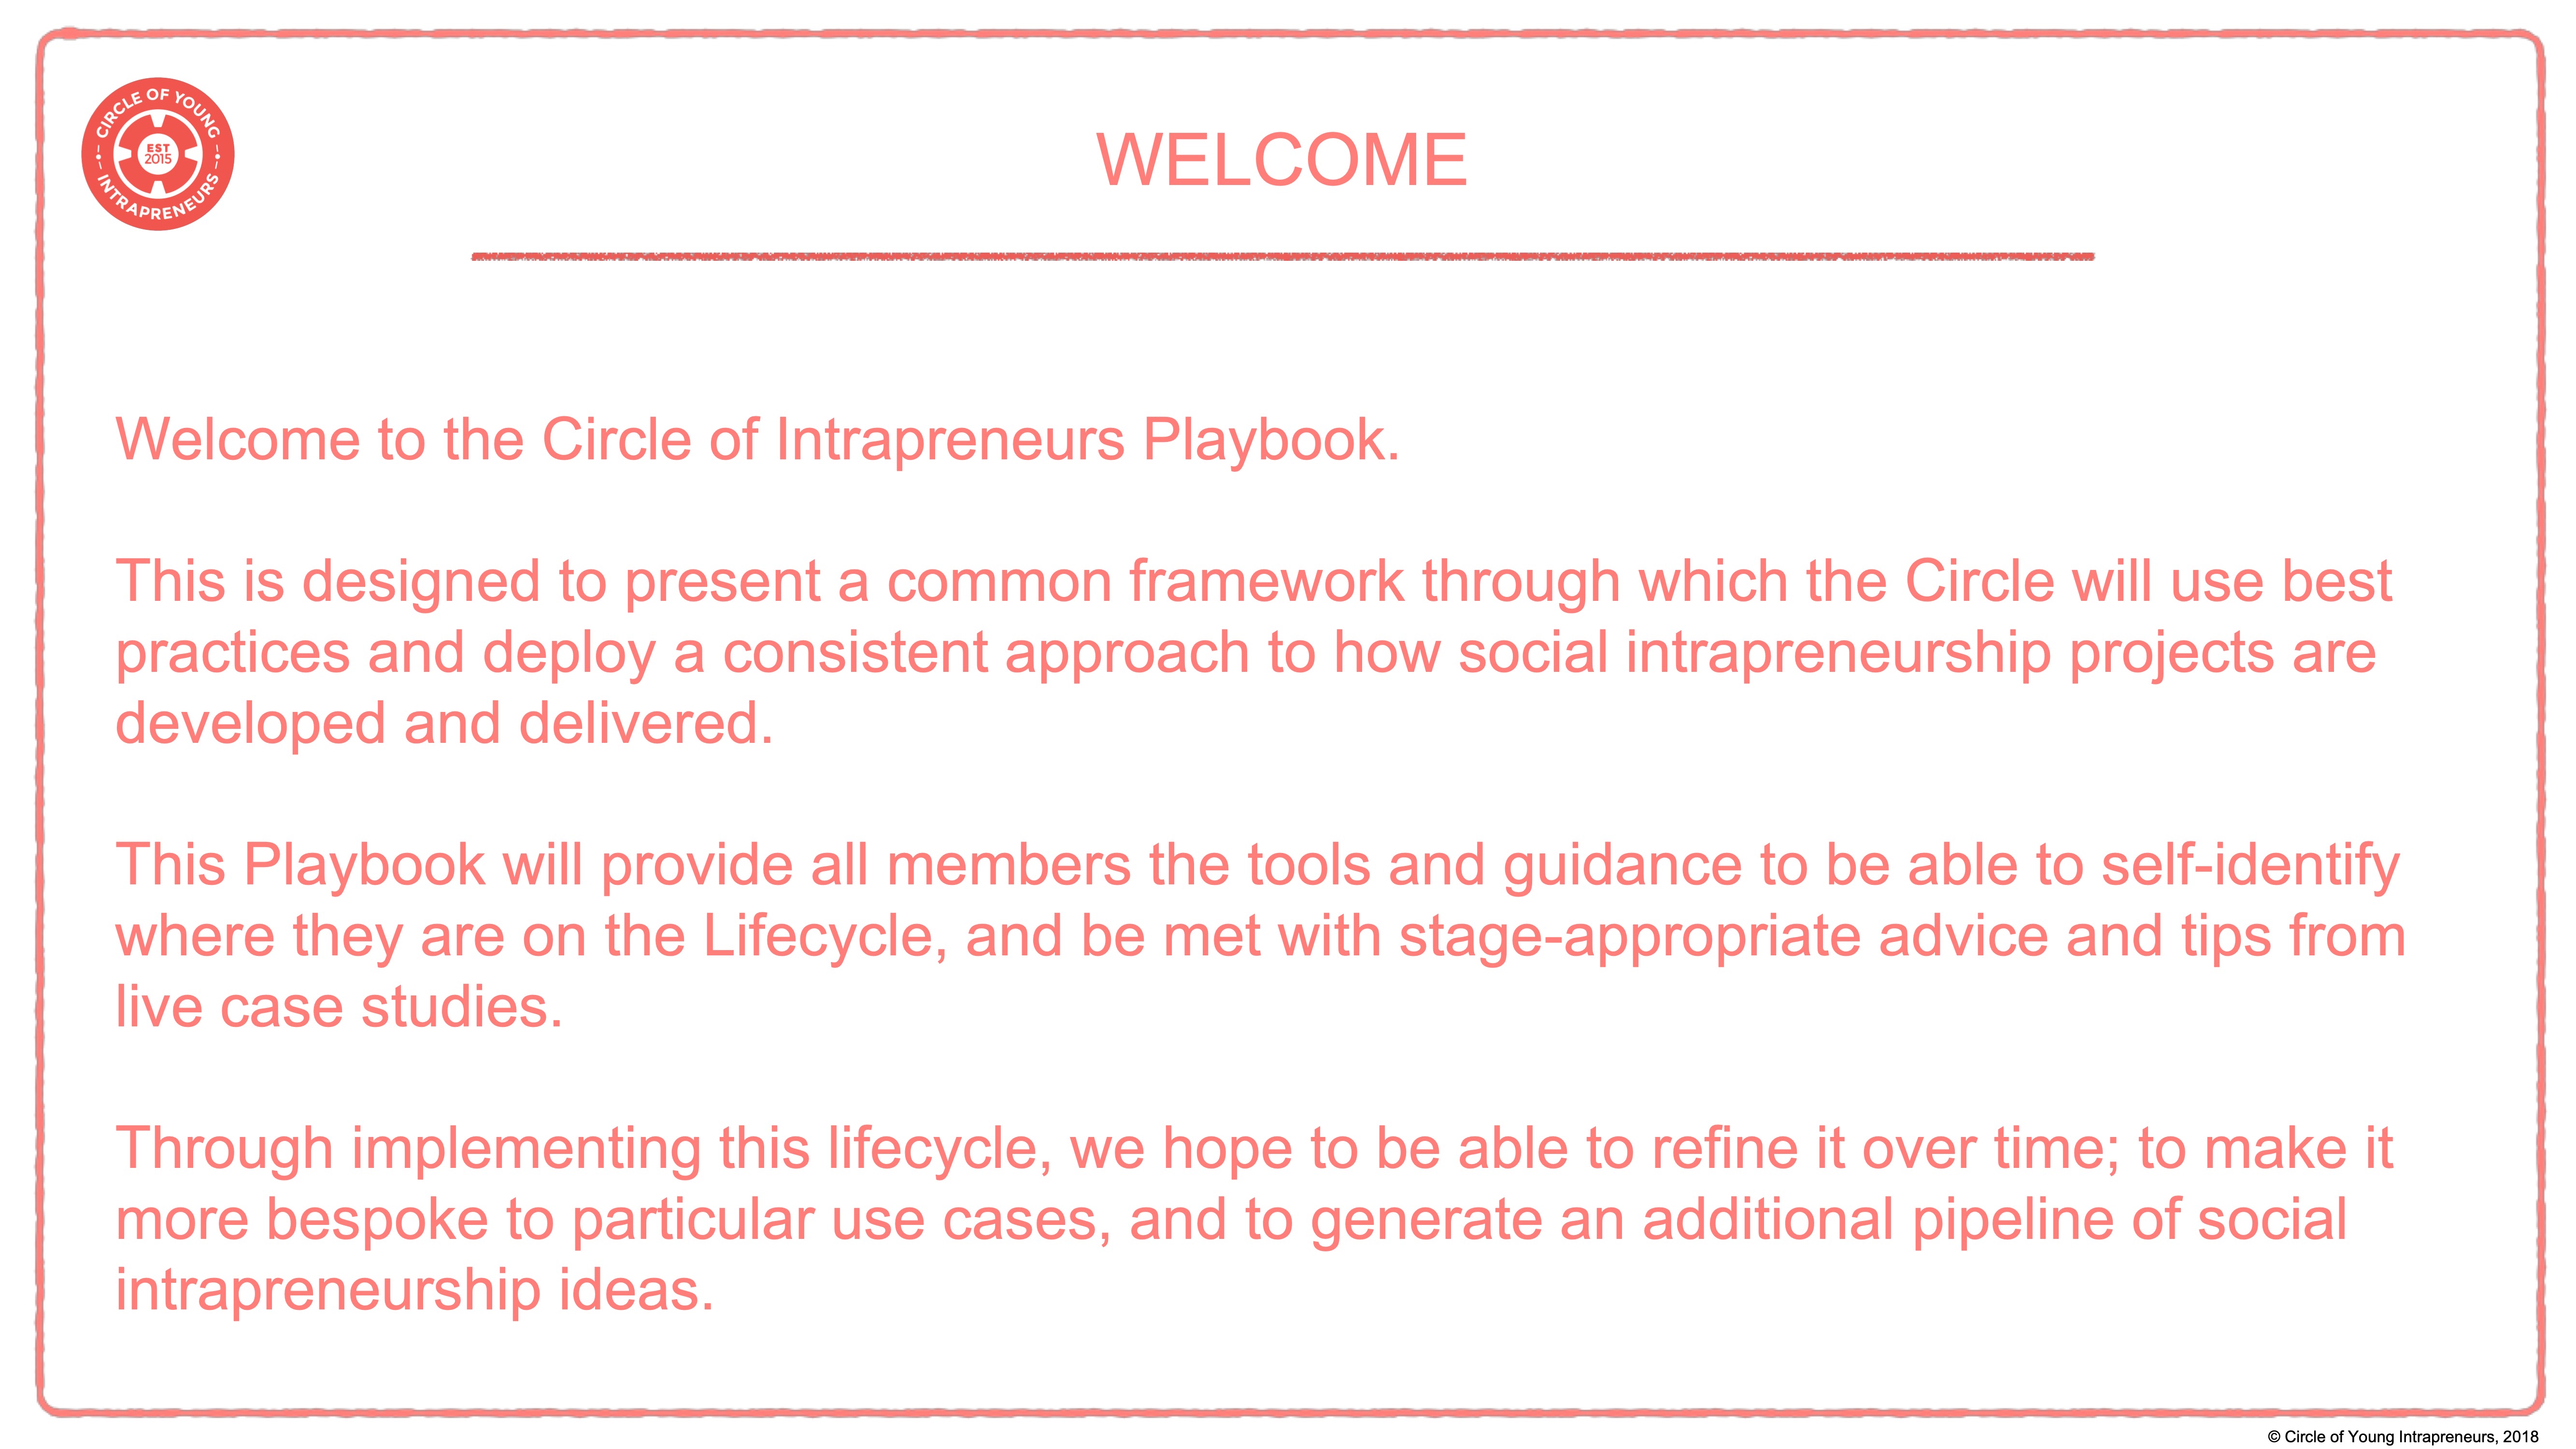 CIRCLE OF YOUNG
EST
2015
INTRAPRENEURS
WELCOME
Welcome to the Circle of Intrapreneurs Playbook.
This is designed to present a common framework through which the Circle will use best
practices and deploy a consistent approach to how social intrapreneurship projects are
developed and delivered.
This Playbook will provide all members the tools and guidance to be able to self-identify
where they are on the Lifecycle, and be met with stage-appropriate advice and tips from
live case studies.
Through implementing this lifecycle, we hope to be able to refine it over time; to make it
more bespoke to particular use cases, and to generate an additional pipeline of social
intrapreneurship ideas.
© Circle of Young Intrapreneurs, 2018